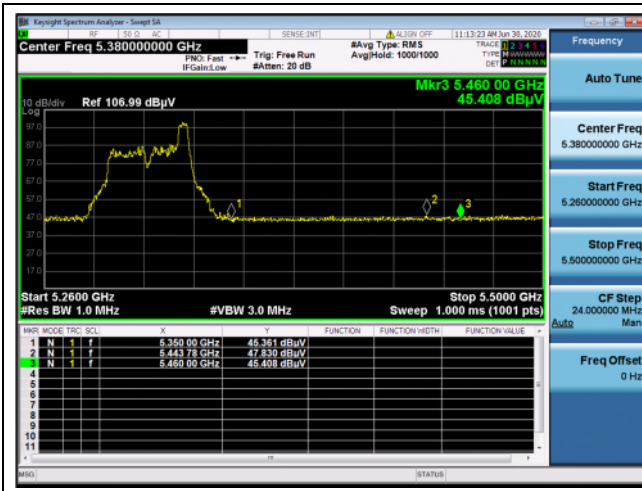 Keysight Spectrum Analyzer - Swept SA
RF 50 Ω AC SENSE:INT ALIGN OFF 11:13:23 AM Jun 30, 2020
Center Freq 5.380000000 GHz
PNO: Fast
IFGain:Low
Trig: Free Run
#Atten: 20 dB
#Avg Type: RMS
Avg|Hold: 1000/1000
TRACE 1 2 3 4 5 6
TYPE M WWWWW
DET P N N N N N
Mkr3 5.460 00 GHz
45.408 dBµV
10 dB/div Ref 106.99 dBµV
Log
97.0
87.0
77.0
67.0
57.0
47.0
37.0
27.0
17.0
1
2
3
Start 5.2600 GHz Stop 5.5000 GHz
#Res BW 1.0 MHz #VBW 3.0 MHz Sweep 1.000 ms (1001 pts)
MKR MODE TRC SCL X Y FUNCTION FUNCTION WIDTH FUNCTION VALUE
1 N 1 f 5.350 00 GHz 45.361 dBµV
2 N 1 f 5.443 78 GHz 47.830 dBµV
3 N 1 f 5.460 00 GHz 45.408 dBµV
4
5
6
7
8
9
10
11
MSG STATUS
Frequency
Auto Tune
Center Freq
5.380000000 GHz
Start Freq
5.260000000 GHz
Stop Freq
5.500000000 GHz
CF Step
24.000000 MHz
Auto Man
Freq Offset
0 Hz